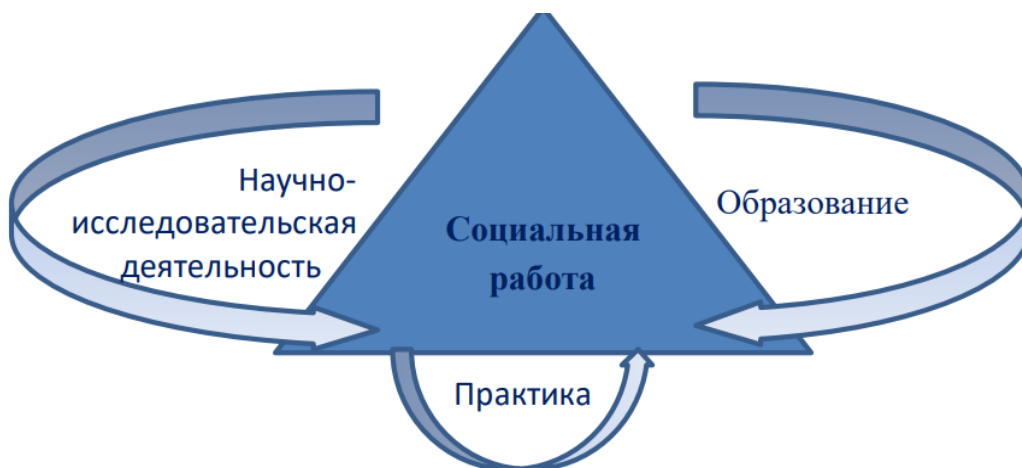 Научно-
исследовательская
деятельность
Социальная
работа
Образование
Практика